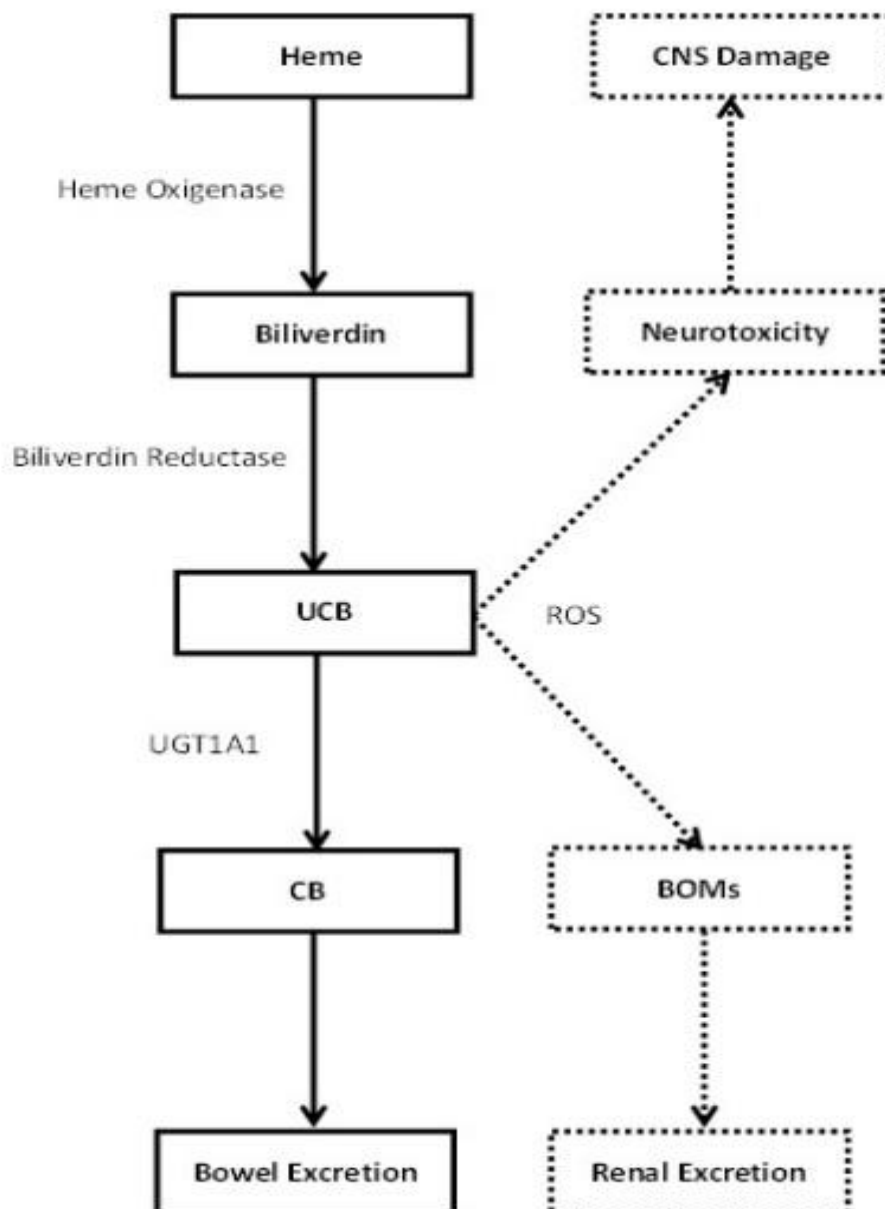 Heme
CNS Damage
Heme Oxigenase
Biliverdin
Neurotoxicity
Biliverdin Reductase
UCB
ROS
UGT1A1
CB
BOMs
Bowel Excretion
Renal Excretion